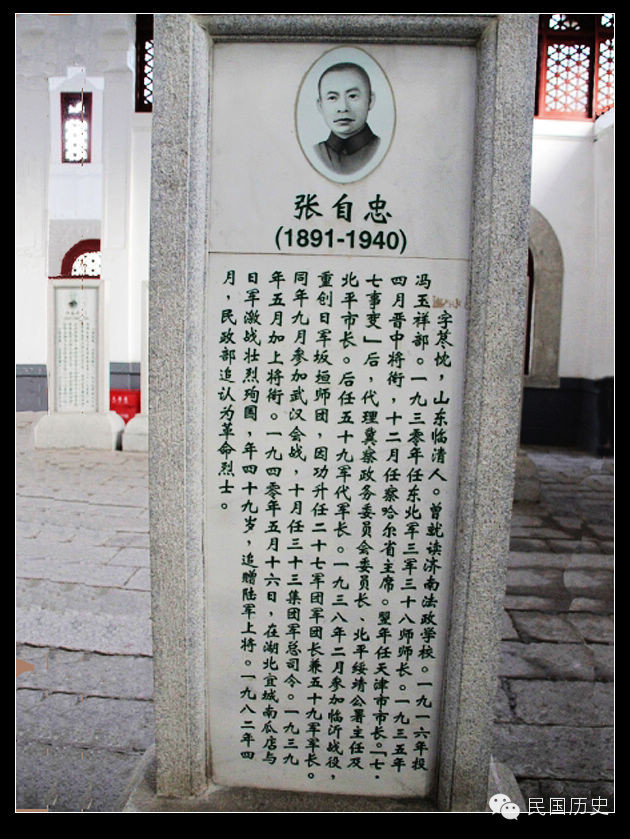 张自忠
(1891-1940)
字荩忱，山东临清人。曾就读济南法政学校。一九一六年投
冯玉祥部。一九三零年任东北军三军三十八师师长。一九三五年
四月晋中将衔，十二月任察哈尔省主席。翌年任天津市市长。「七·
七事变」后，代理冀察政务委员会委员长、北平绥靖公署主任及
北平市长。后任五十九军代军长。一九三八年二月参加临沂战役，
重创日军坂垣师团，因功升任二十七军团军团长兼五十九军军长。
同年九月参加武汉会战，十月任三十三集团军总司令。一九三九
年五月加上将衔。一九四零年五月十六日，在湖北宜城南瓜店与
日军激战壮烈殉国，年四十九岁，追赠陆军上将。一九八二年四
月，民政部追认为革命烈士。
民国历史